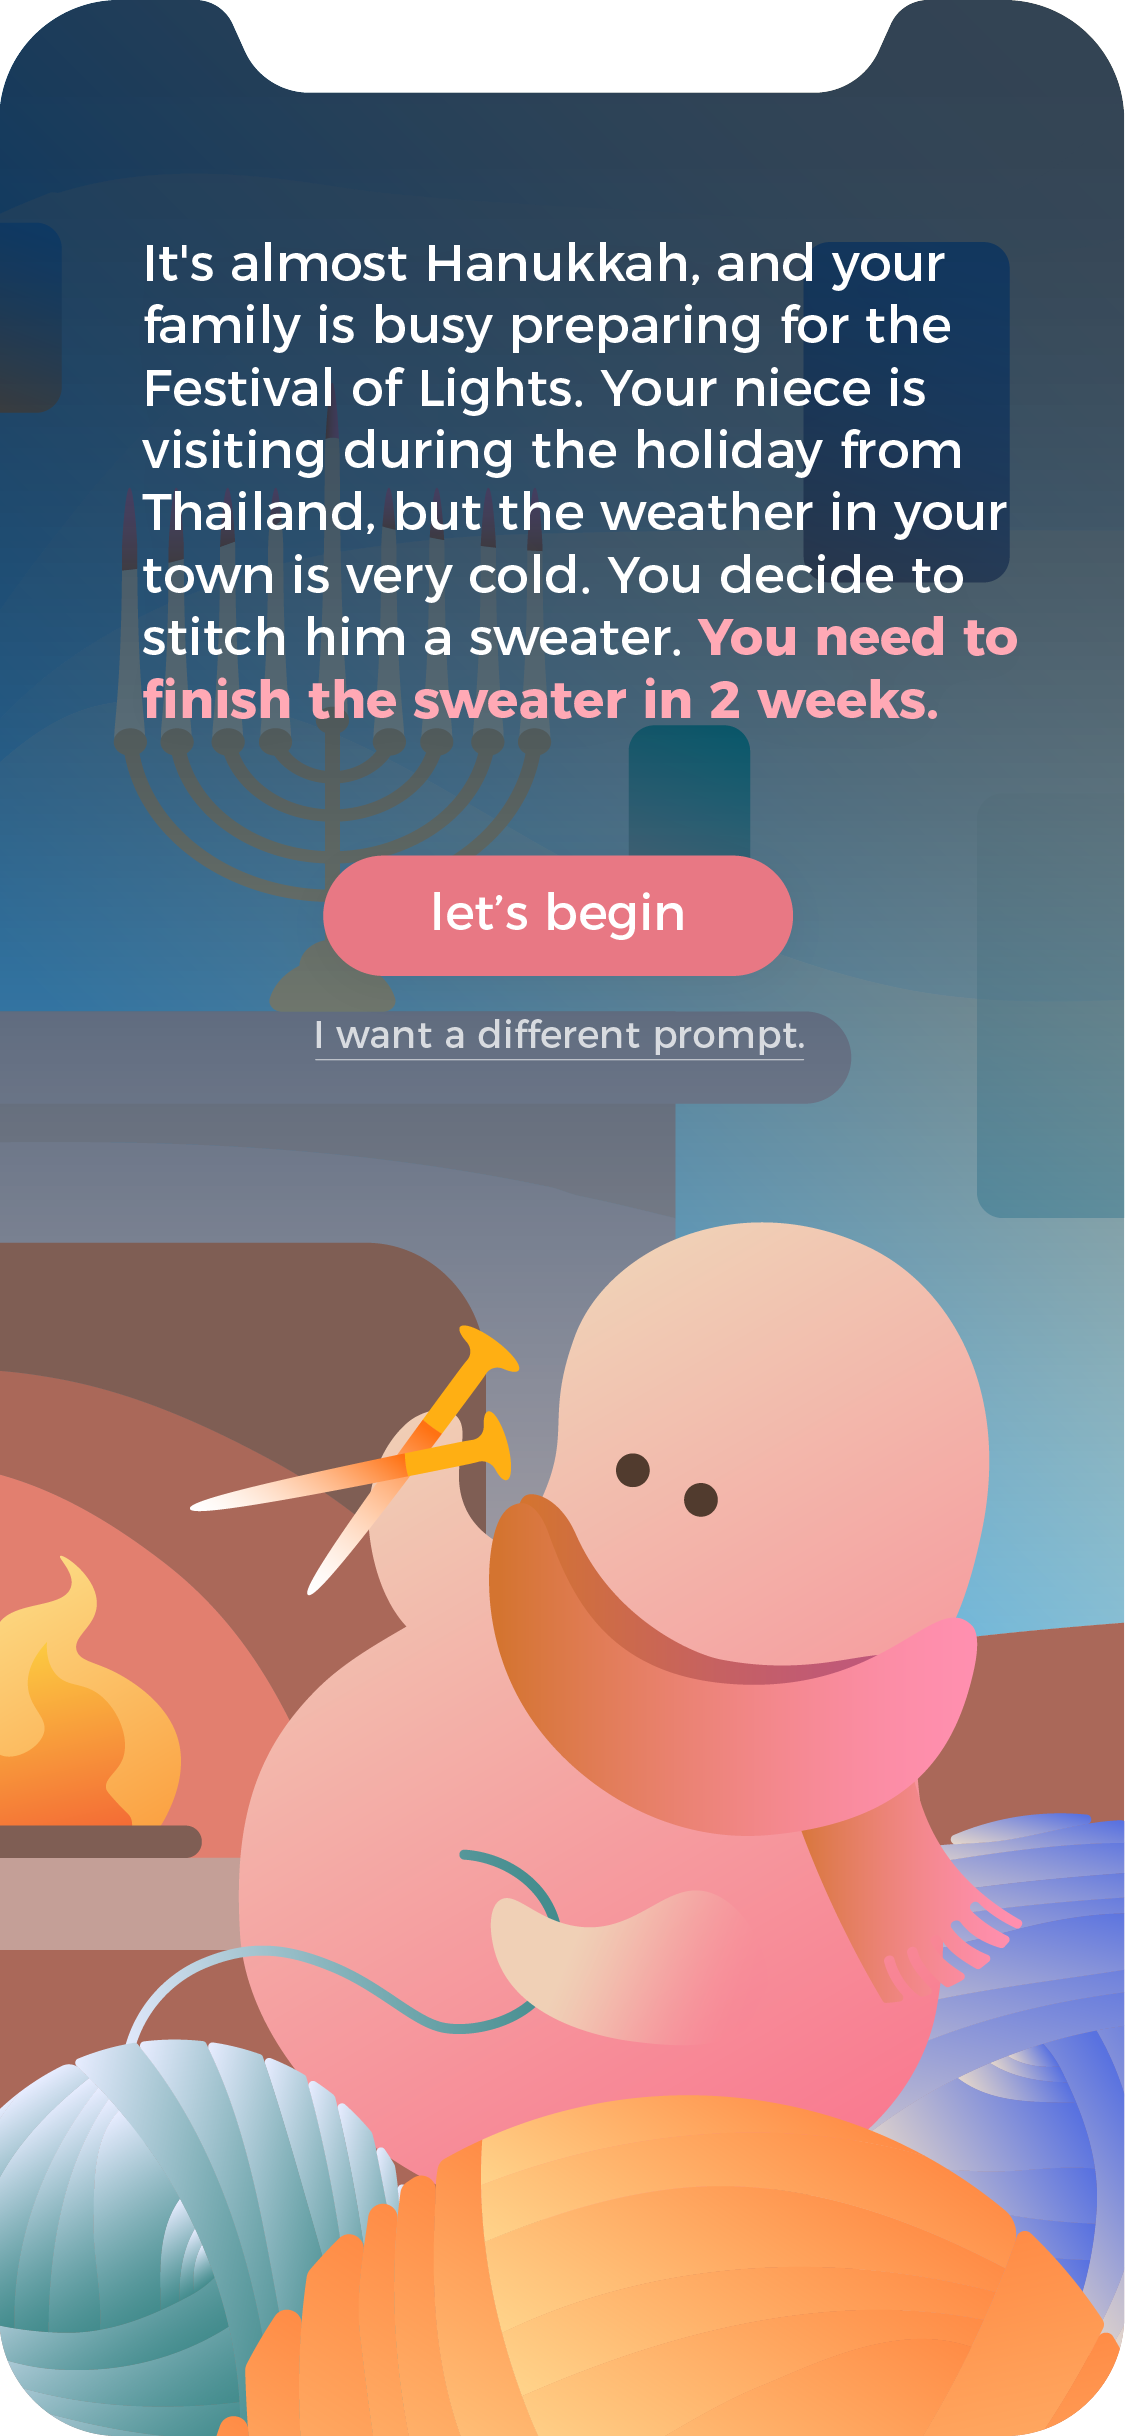 It's almost Hanukkah, and your
family is busy preparing for the
Festival of Lights. Your niece is
visiting during the holiday from
Thailand, but the weather in your
town is very cold. You decide to
stitch him a sweater. You need to
finish the sweater in 2 weeks.
let’s begin
I want a different prompt.